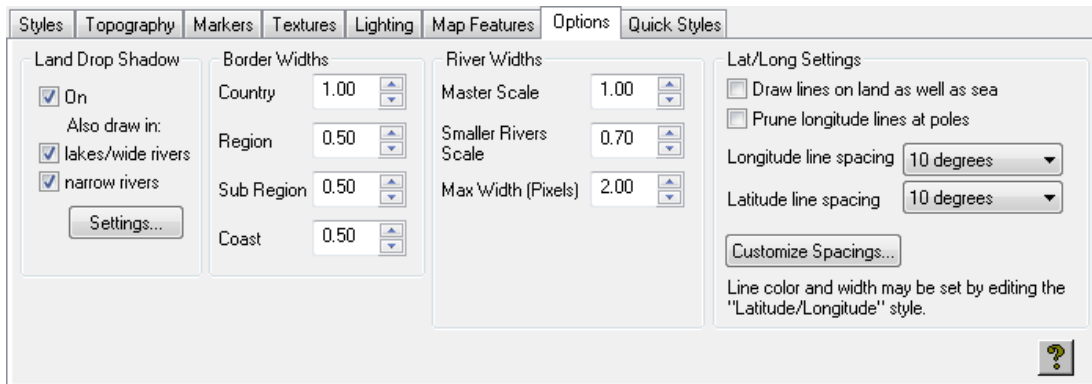 Styles Topography Markers Textures Lighting Map Features Options Quick Styles
Land Drop Shadow
On
Also draw in:
lakes/wide rivers
narrow rivers
Settings...
Border Widths
Country 1.00
Region 0.50
Sub Region 0.50
Coast 0.50
River Widths
Master Scale 1.00
Smaller Rivers
Scale 0.70
Max Width (Pixels) 2.00
Lat/Long Settings
Draw lines on land as well as sea
Prune longitude lines at poles
Longitude line spacing 10 degrees
Latitude line spacing 10 degrees
Customize Spacings...
Line color and width may be set by editing the
"Latitude/Longitude" style.
?